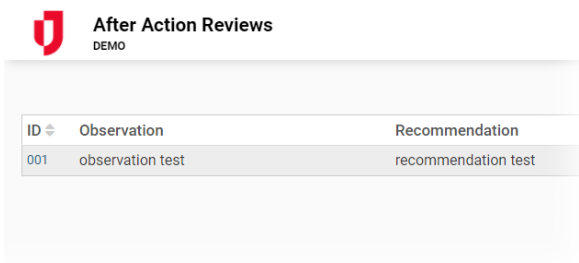 After Action Reviews
DEMO
ID Observation Recommendation
001 observation test recommendation test